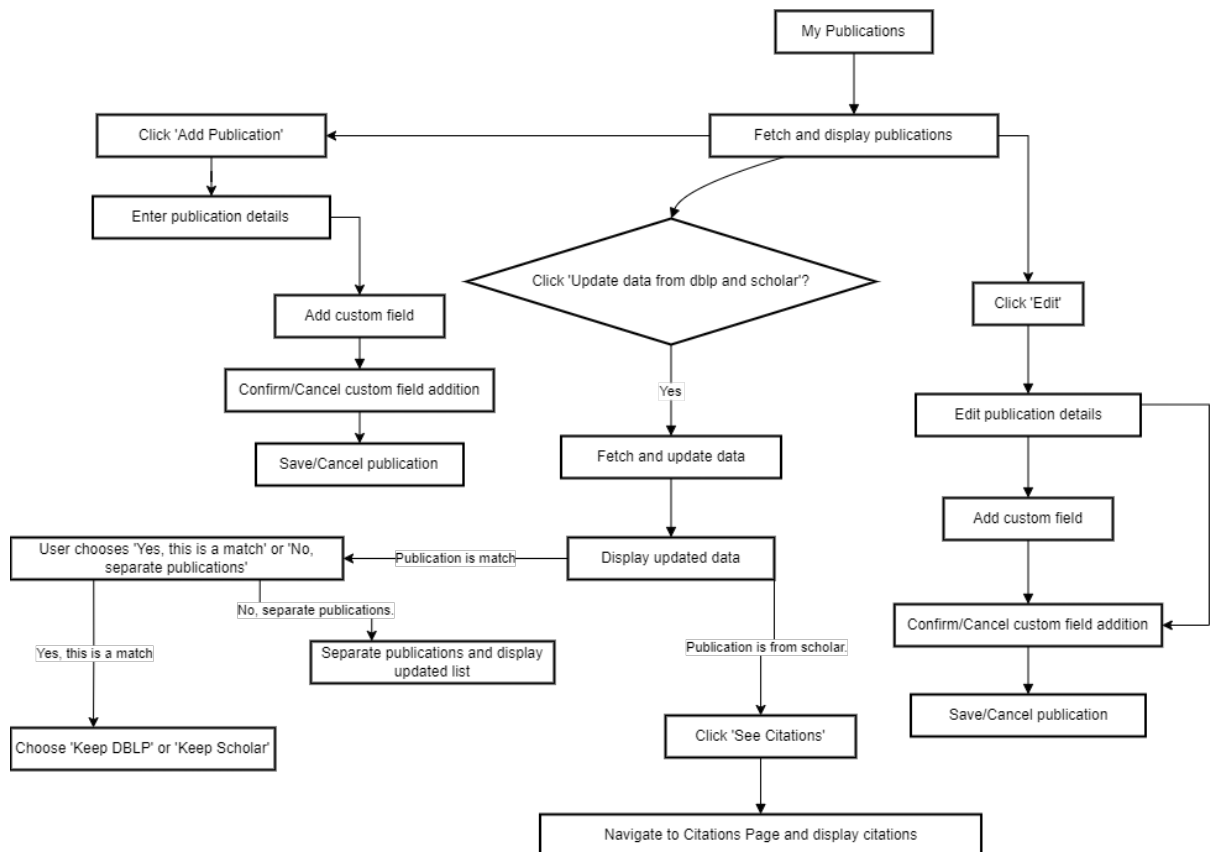 My Publications
Click 'Add Publication'
Fetch and display publications
Enter publication details
Click 'Update data from dblp and scholar'?
Click 'Edit'
Add custom field
Confirm/Cancel custom field addition
Yes
Edit publication details
Save/Cancel publication
Fetch and update data
Add custom field
User chooses 'Yes, this is a match' or 'No,
separate publications'
Publication is match
Display updated data
No, separate publications.
Confirm/Cancel custom field addition
Yes, this is a match
Separate publications and display
updated list
Publication is from scholar.
Save/Cancel publication
Choose 'Keep DBLP' or 'Keep Scholar'
Click 'See Citations'
Navigate to Citations Page and display citations